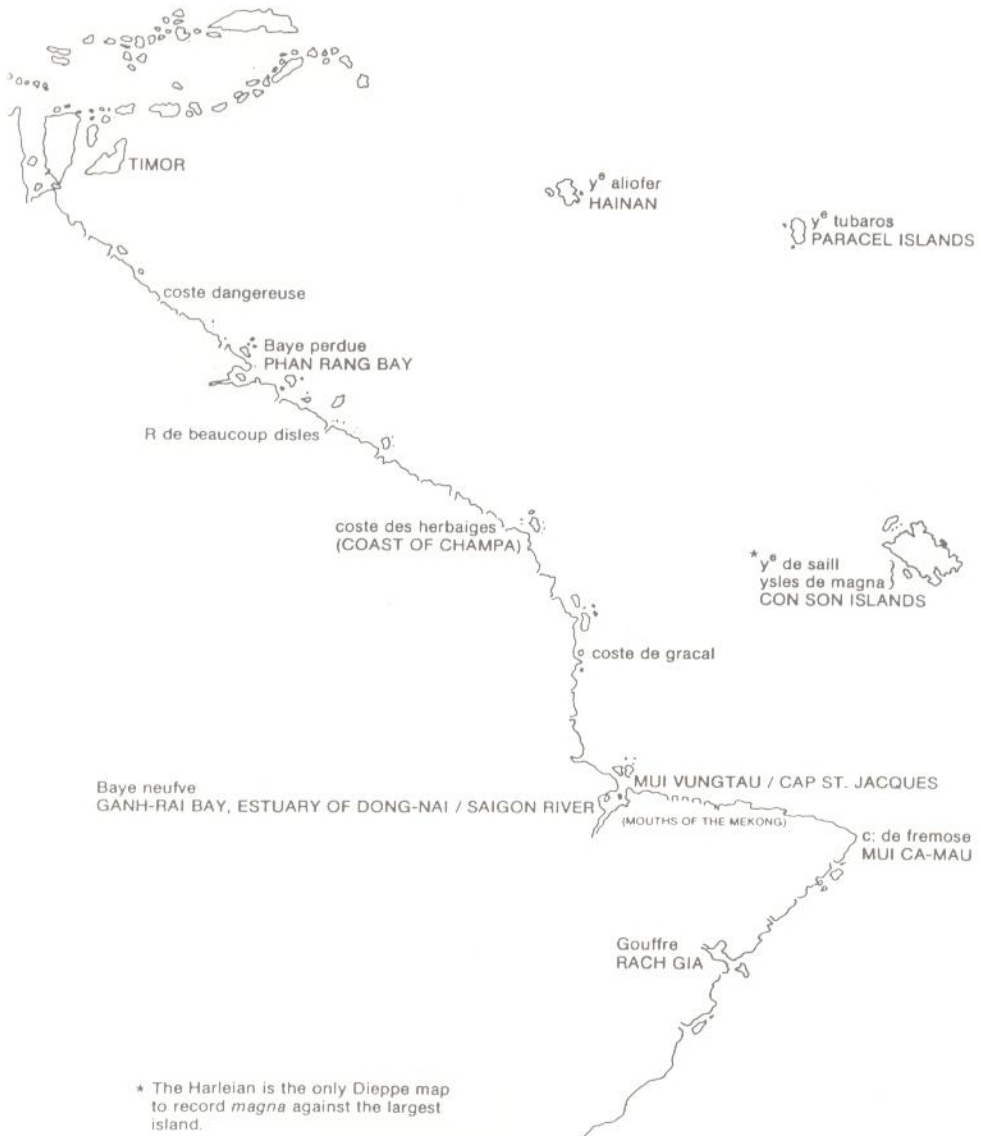 TIMOR
yᵉ aliofer
HAINAN
yᵉ tubaros
PARACEL ISLANDS
coste dangereuse
Baye perdue
PHAN RANG BAY
R de beaucoup disles
coste des herbaiges
(COAST OF CHAMPA)
* yᵉ de saill
ysles de magna
CON SON ISLANDS
coste de gracal
Baye neufve
GANH-RAI BAY, ESTUARY OF DONG-NAI / SAIGON RIVER
MUI VUNGTAU / CAP ST. JACQUES
(MOUTHS OF THE MEKONG)
c: de fremose
MUI CA-MAU
Gouffre
RACH GIA
* The Harleian is the only Dieppe map
to record magna against the largest
island.